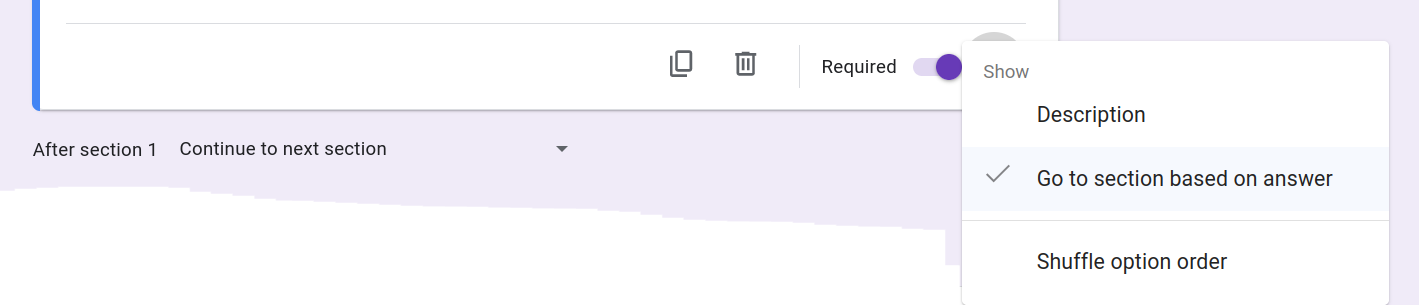 Required
Show
Description
After section 1 Continue to next section
Go to section based on answer
Shuffle option order